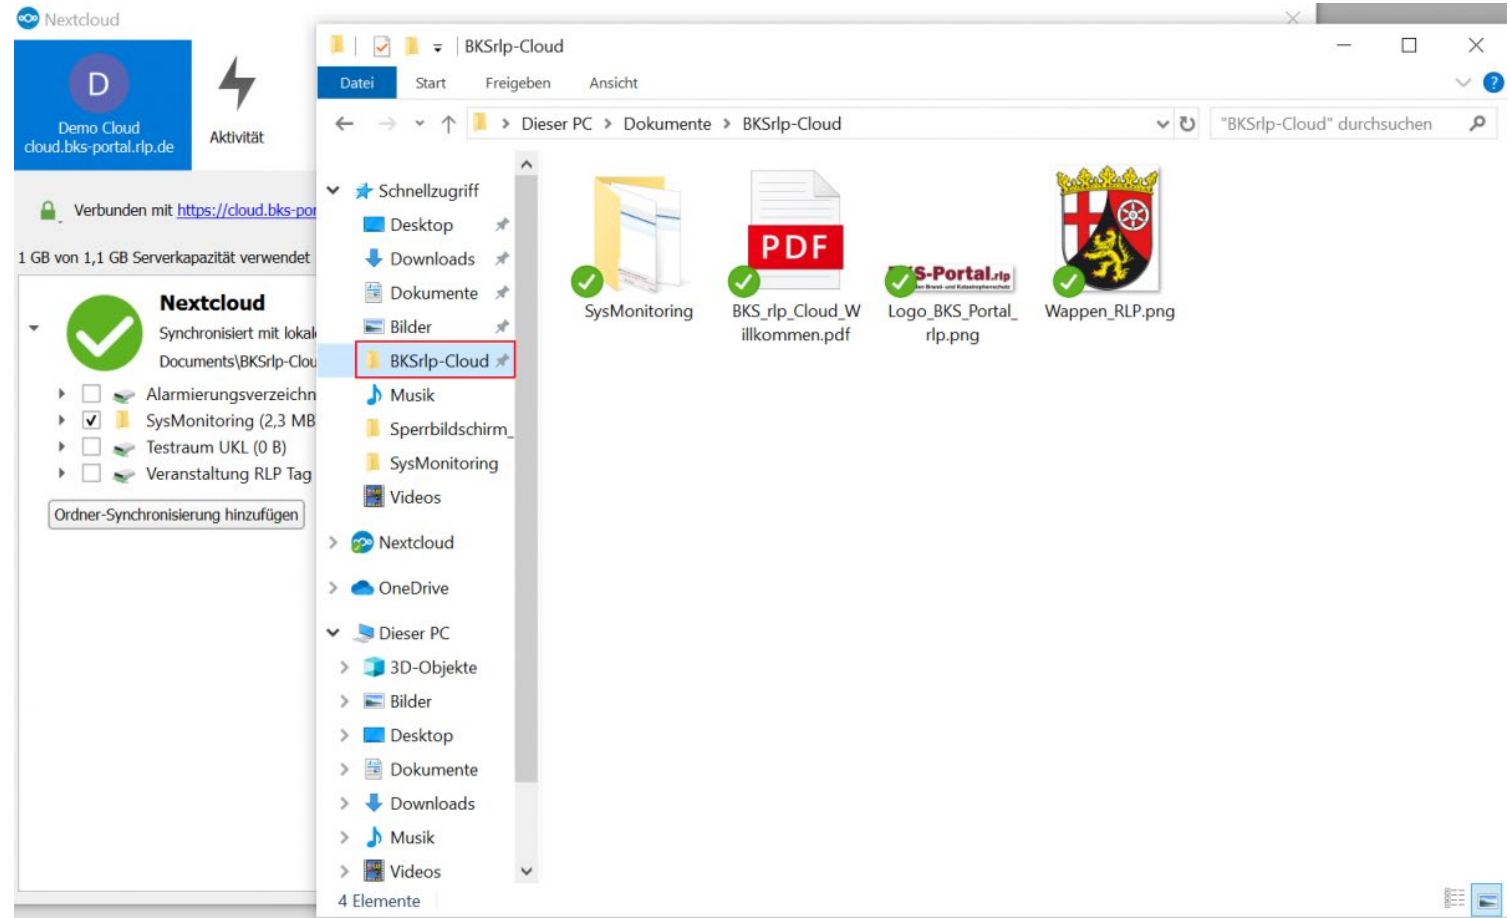 Nextcloud
D
Demo Cloud
cloud.bks-portal.rlp.de
Aktivität
Verbunden mit https://cloud.bks-por
1 GB von 1,1 GB Serverkapazität verwendet
Nextcloud
Synchronisiert mit lokale
Documents\BKSrlp-Clou
Alarmierungsverzeichn
SysMonitoring (2,3 MB
Testraum UKL (0 B)
Veranstaltung RLP Tag
Ordner-Synchronisierung hinzufügen
BKSrlp-Cloud
Datei Start Freigeben Ansicht
Dieser PC > Dokumente > BKSrlp-Cloud
"BKSrlp-Cloud" durchsuchen
Schnellzugriff
Desktop
Downloads
Dokumente
Bilder
BKSrlp-Cloud
Musik
Sperrbildschirm_
SysMonitoring
Videos
Nextcloud
OneDrive
Dieser PC
3D-Objekte
Bilder
Desktop
Dokumente
Downloads
Musik
Videos
4 Elemente
SysMonitoring
PDF
BKS_rlp_Cloud_W
illkommen.pdf
S-Portal.rlp
Brand- und Katastrophenschutz
Logo_BKS_Portal_
rlp.png
Wappen_RLP.png